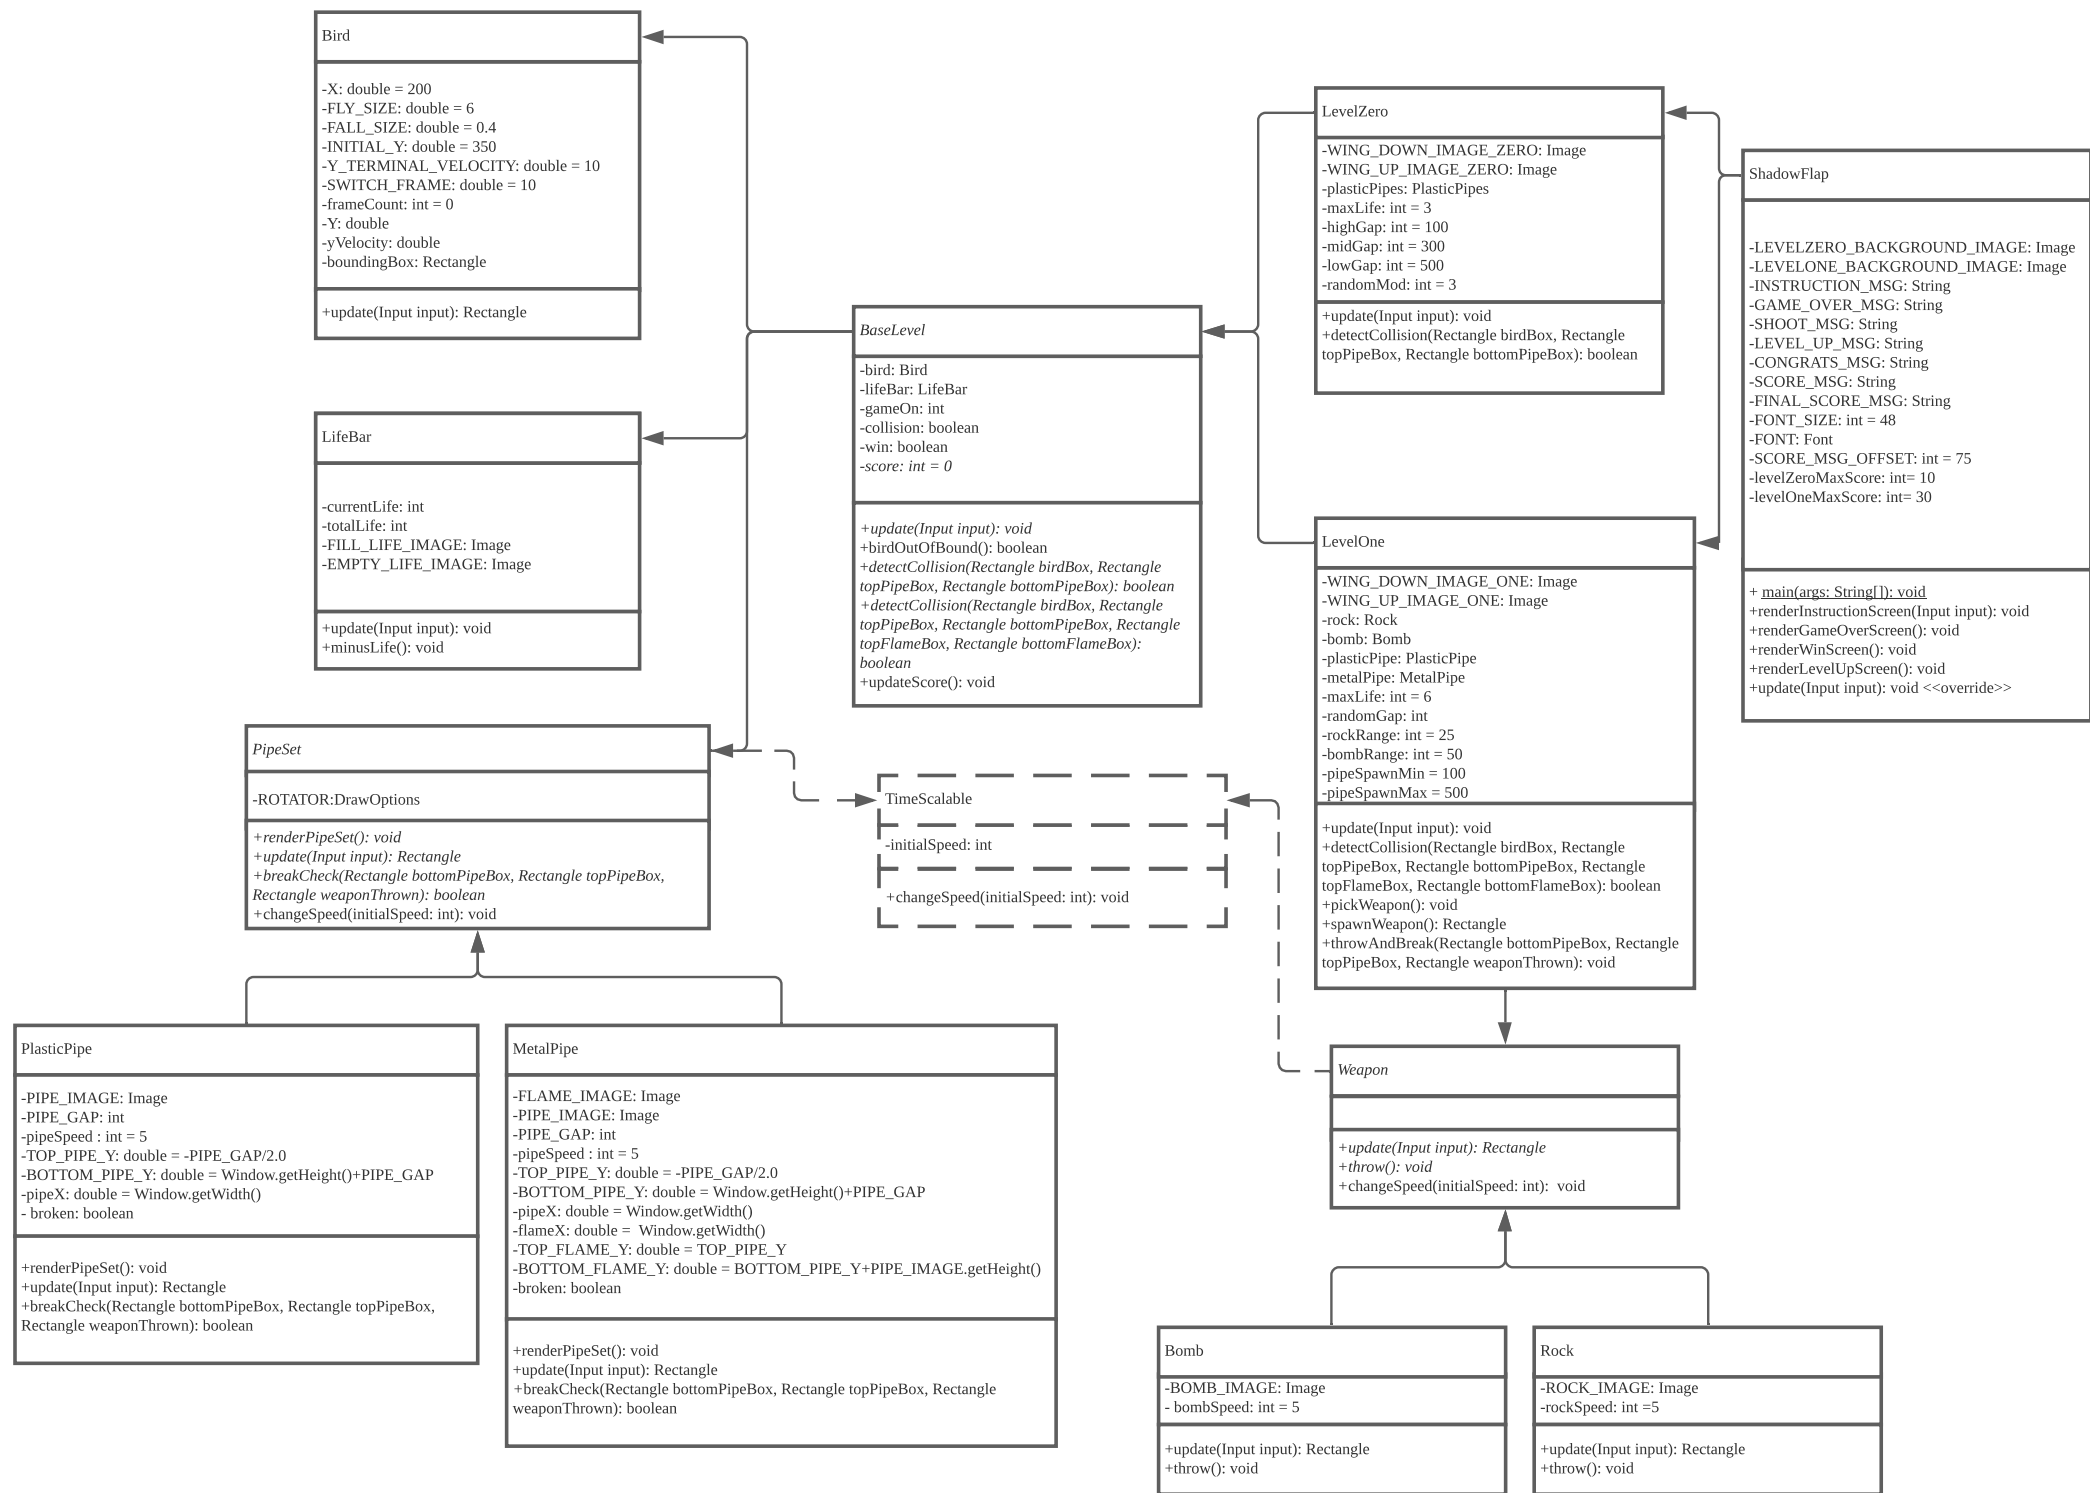 Bird
-X: double = 200
-FLY_SIZE: double = 6
-FALL_SIZE: double = 0.4
-INITIAL_Y: double = 350
-Y_TERMINAL_VELOCITY: double = 10
-SWITCH_FRAME: double = 10
-frameCount: int = 0
-Y: double
-yVelocity: double
-boundingBox: Rectangle
+update(Input input): Rectangle
LifeBar
-currentLife: int
-totalLife: int
-FILL_LIFE_IMAGE: Image
-EMPTY_LIFE_IMAGE: Image
+update(Input input): void
+minusLife(): void
BaseLevel
-bird: Bird
-lifeBar: LifeBar
-gameOn: int
-collision: boolean
-win: boolean
-score: int = 0
+update(Input input): void
+birdOutOfBound(): boolean
+detectCollision(Rectangle birdBox, Rectangle
topPipeBox, Rectangle bottomPipeBox): boolean
+detectCollision(Rectangle birdBox, Rectangle
topPipeBox, Rectangle bottomPipeBox, Rectangle
topFlameBox, Rectangle bottomFlameBox):
boolean
+updateScore(): void
LevelZero
-WING_DOWN_IMAGE_ZERO: Image
-WING_UP_IMAGE_ZERO: Image
-plasticPipes: PlasticPipes
-maxLife: int = 3
-highGap: int = 100
-midGap: int = 300
-lowGap: int = 500
-randomMod: int = 3
+update(Input input): void
+detectCollision(Rectangle birdBox, Rectangle
topPipeBox, Rectangle bottomPipeBox): boolean
ShadowFlap
-LEVELZERO_BACKGROUND_IMAGE: Image
-LEVELONE_BACKGROUND_IMAGE: Image
-INSTRUCTION_MSG: String
-GAME_OVER_MSG: String
-SHOOT_MSG: String
-LEVEL_UP_MSG: String
-CONGRATS_MSG: String
-SCORE_MSG: String
-FINAL_SCORE_MSG: String
-FONT_SIZE: int = 48
-FONT: Font
-SCORE_MSG_OFFSET: int = 75
-levelZeroMaxScore: int= 10
-levelOneMaxScore: int= 30
+ main(args: String[]): void
+renderInstructionScreen(Input input): void
+renderGameOverScreen(): void
+renderWinScreen(): void
+renderLevelUpScreen(): void
+update(Input input): void <<override>>
LevelOne
-WING_DOWN_IMAGE_ONE: Image
-WING_UP_IMAGE_ONE: Image
-rock: Rock
-bomb: Bomb
-plasticPipe: PlasticPipe
-metalPipe: MetalPipe
-maxLife: int = 6
-randomGap: int
-rockRange: int = 25
-bombRange: int = 50
-pipeSpawnMin = 100
-pipeSpawnMax = 500
+update(Input input): void
+detectCollision(Rectangle birdBox, Rectangle
topPipeBox, Rectangle bottomPipeBox, Rectangle
topFlameBox, Rectangle bottomFlameBox): boolean
+pickWeapon(): void
+spawnWeapon(): Rectangle
+throwAndBreak(Rectangle bottomPipeBox, Rectangle
topPipeBox, Rectangle weaponThrown): void
PipeSet
-ROTATOR:DrawOptions
+renderPipeSet(): void
+update(Input input): Rectangle
+breakCheck(Rectangle bottomPipeBox, Rectangle topPipeBox,
Rectangle weaponThrown): boolean
+changeSpeed(initialSpeed: int): void
TimeScalable
-initialSpeed: int
+changeSpeed(initialSpeed: int): void
PlasticPipe
-PIPE_IMAGE: Image
-PIPE_GAP: int
-pipeSpeed : int = 5
-TOP_PIPE_Y: double = -PIPE_GAP/2.0
-BOTTOM_PIPE_Y: double = Window.getHeight()+PIPE_GAP
-pipeX: double = Window.getWidth()
- broken: boolean
+renderPipeSet(): void
+update(Input input): Rectangle
+breakCheck(Rectangle bottomPipeBox, Rectangle topPipeBox,
Rectangle weaponThrown): boolean
MetalPipe
-FLAME_IMAGE: Image
-PIPE_IMAGE: Image
-PIPE_GAP: int
-pipeSpeed : int = 5
-TOP_PIPE_Y: double = -PIPE_GAP/2.0
-BOTTOM_PIPE_Y: double = Window.getHeight()+PIPE_GAP
-pipeX: double = Window.getWidth()
-flameX: double =  Window.getWidth()
-TOP_FLAME_Y: double = TOP_PIPE_Y
-BOTTOM_FLAME_Y: double = BOTTOM_PIPE_Y+PIPE_IMAGE.getHeight()
-broken: boolean
+renderPipeSet(): void
+update(Input input): Rectangle
+breakCheck(Rectangle bottomPipeBox, Rectangle topPipeBox, Rectangle
weaponThrown): boolean
Weapon
+update(Input input): Rectangle
+throw(): void
+changeSpeed(initialSpeed: int):  void
Bomb
-BOMB_IMAGE: Image
- bombSpeed: int = 5
+update(Input input): Rectangle
+throw(): void
Rock
-ROCK_IMAGE: Image
-rockSpeed: int =5
+update(Input input): Rectangle
+throw(): void